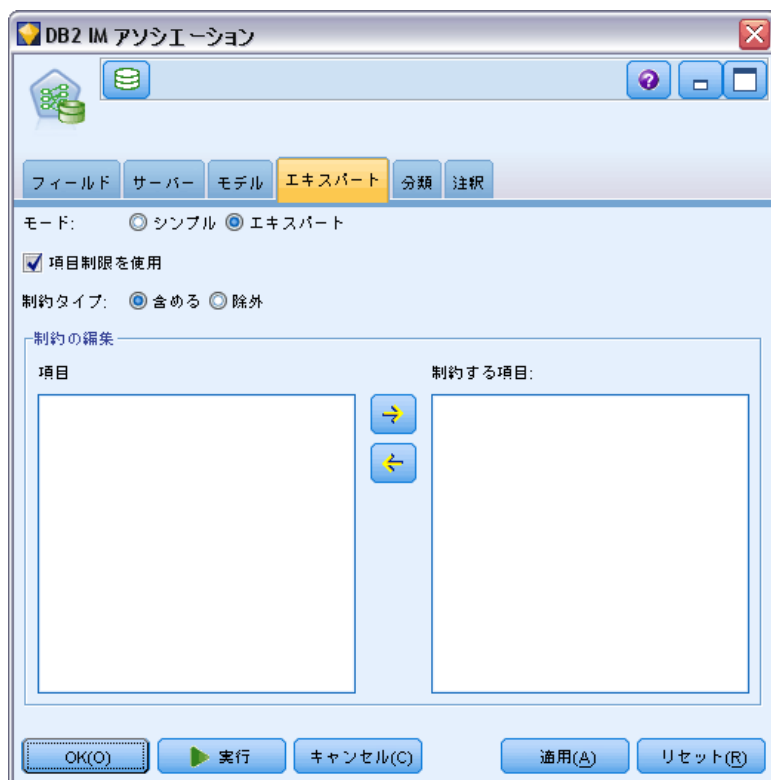 DB2 IM アソシエーション
フィールド サーバー モデル エキスパート 分類 注釈
モード: シンプル エキスパート
項目制限を使用
制約タイプ: 含める 除外
制約の編集
項目 制約する項目:
OK(O) 実行 キャンセル(C) 適用(A) リセット(R)